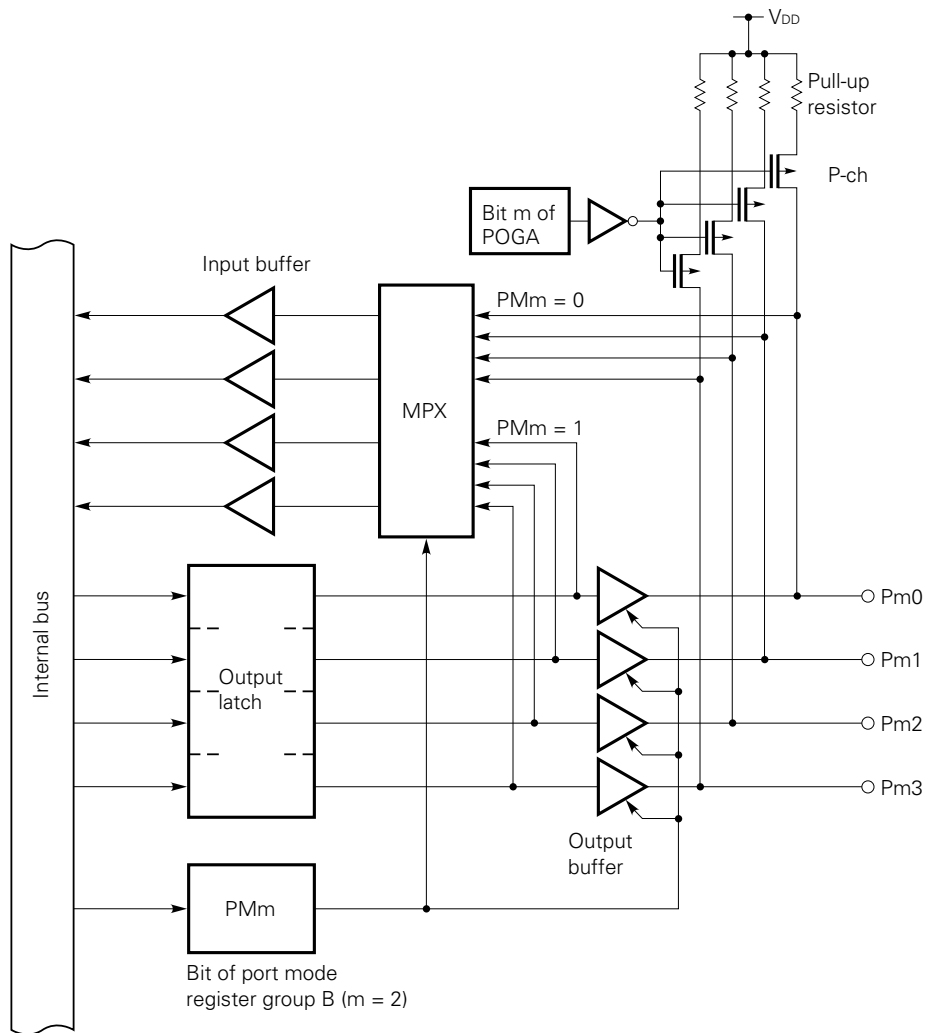 VDD
Pull-up
resistor
P-ch
Bit m of
POGA
Input buffer
PMm = 0
MPX
PMm = 1
Internal bus
Output
latch
Pm0
Pm1
Pm2
Pm3
Output
buffer
PMm
Bit of port mode
register group B (m = 2)